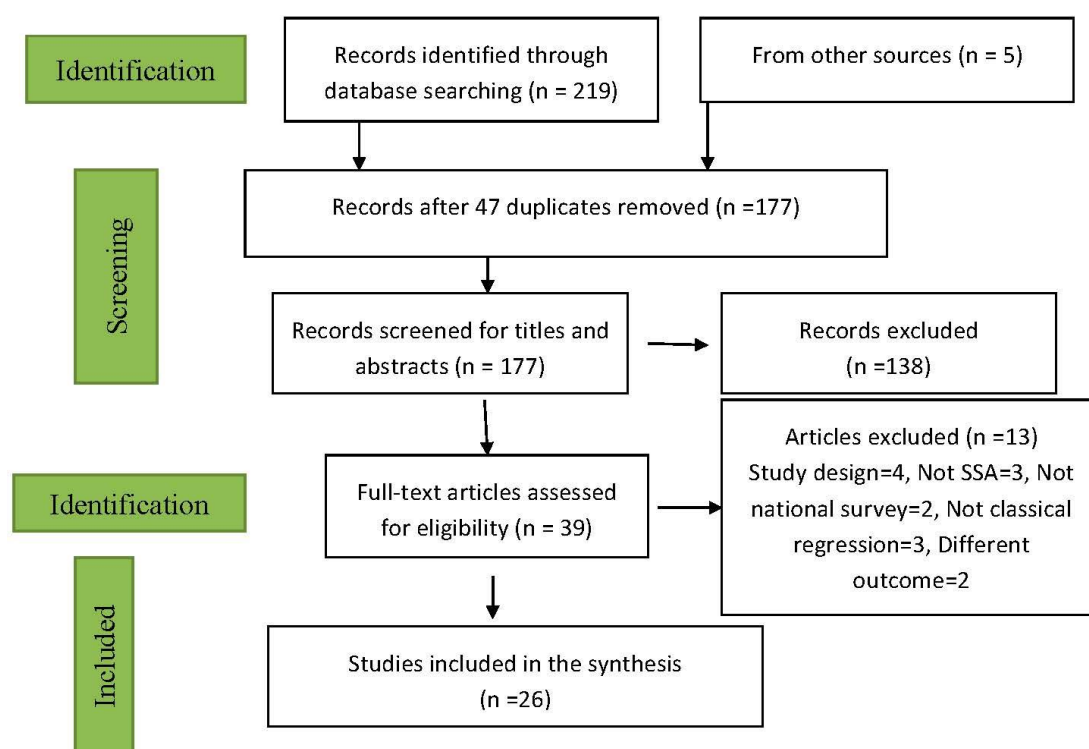 Identification
Records identified through
database searching (n = 219)
From other sources (n = 5)
Screening
Records after 47 duplicates removed (n =177)
Records screened for titles and
abstracts (n = 177)
Records excluded
(n =138)
Identification
Full-text articles assessed
for eligibility (n = 39)
Articles excluded (n =13)
Study design=4, Not SSA=3, Not
national survey=2, Not classical
regression=3, Different
outcome=2
Included
Studies included in the synthesis
(n =26)